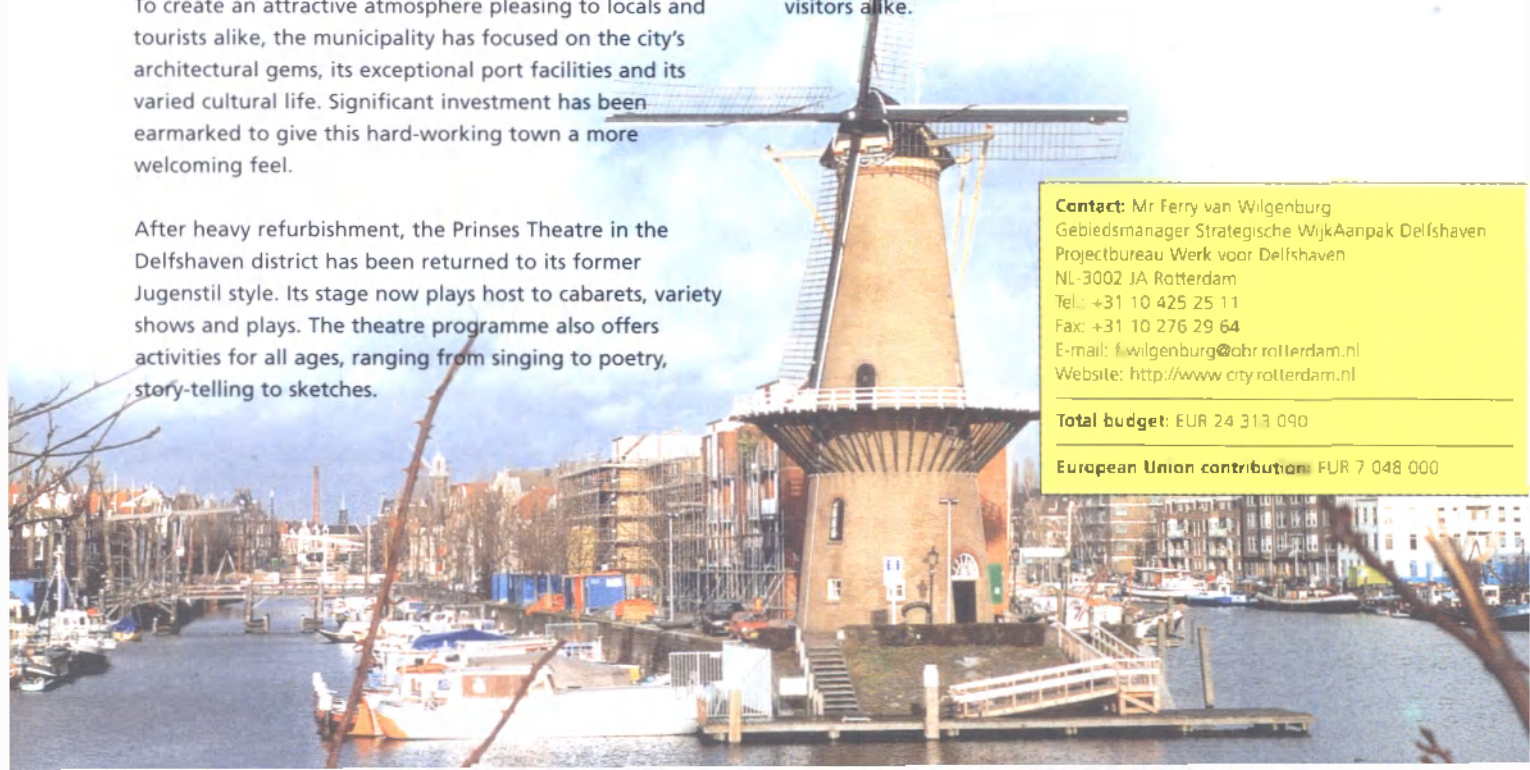 To create an attractive atmosphere pleasing to locals and
tourists alike, the municipality has focused on the city's
architectural gems, its exceptional port facilities and its
varied cultural life. Significant investment has been
earmarked to give this hard-working town a more
welcoming feel.
After heavy refurbishment, the Prinses Theatre in the
Delfshaven district has been returned to its former
Jugenstil style. Its stage now plays host to cabarets, variety
shows and plays. The theatre programme also offers
activities for all ages, ranging from singing to poetry,
story-telling to sketches.
visitors alike.
Contact: Mr Ferry van Wilgenburg
Gebiedsmanager Strategische WijkAanpak Delfshaven
Projectbureau Werk voor Delfshaven
NL-3002 JA Rotterdam
Tel.: +31 10 425 25 11
Fax: +31 10 276 29 64
E-mail: f.wilgenburg@obr.rotterdam.nl
Website: http://www.city.rotterdam.nl
Total budget: EUR 24 313 090
European Union contribution: EUR 7 048 000